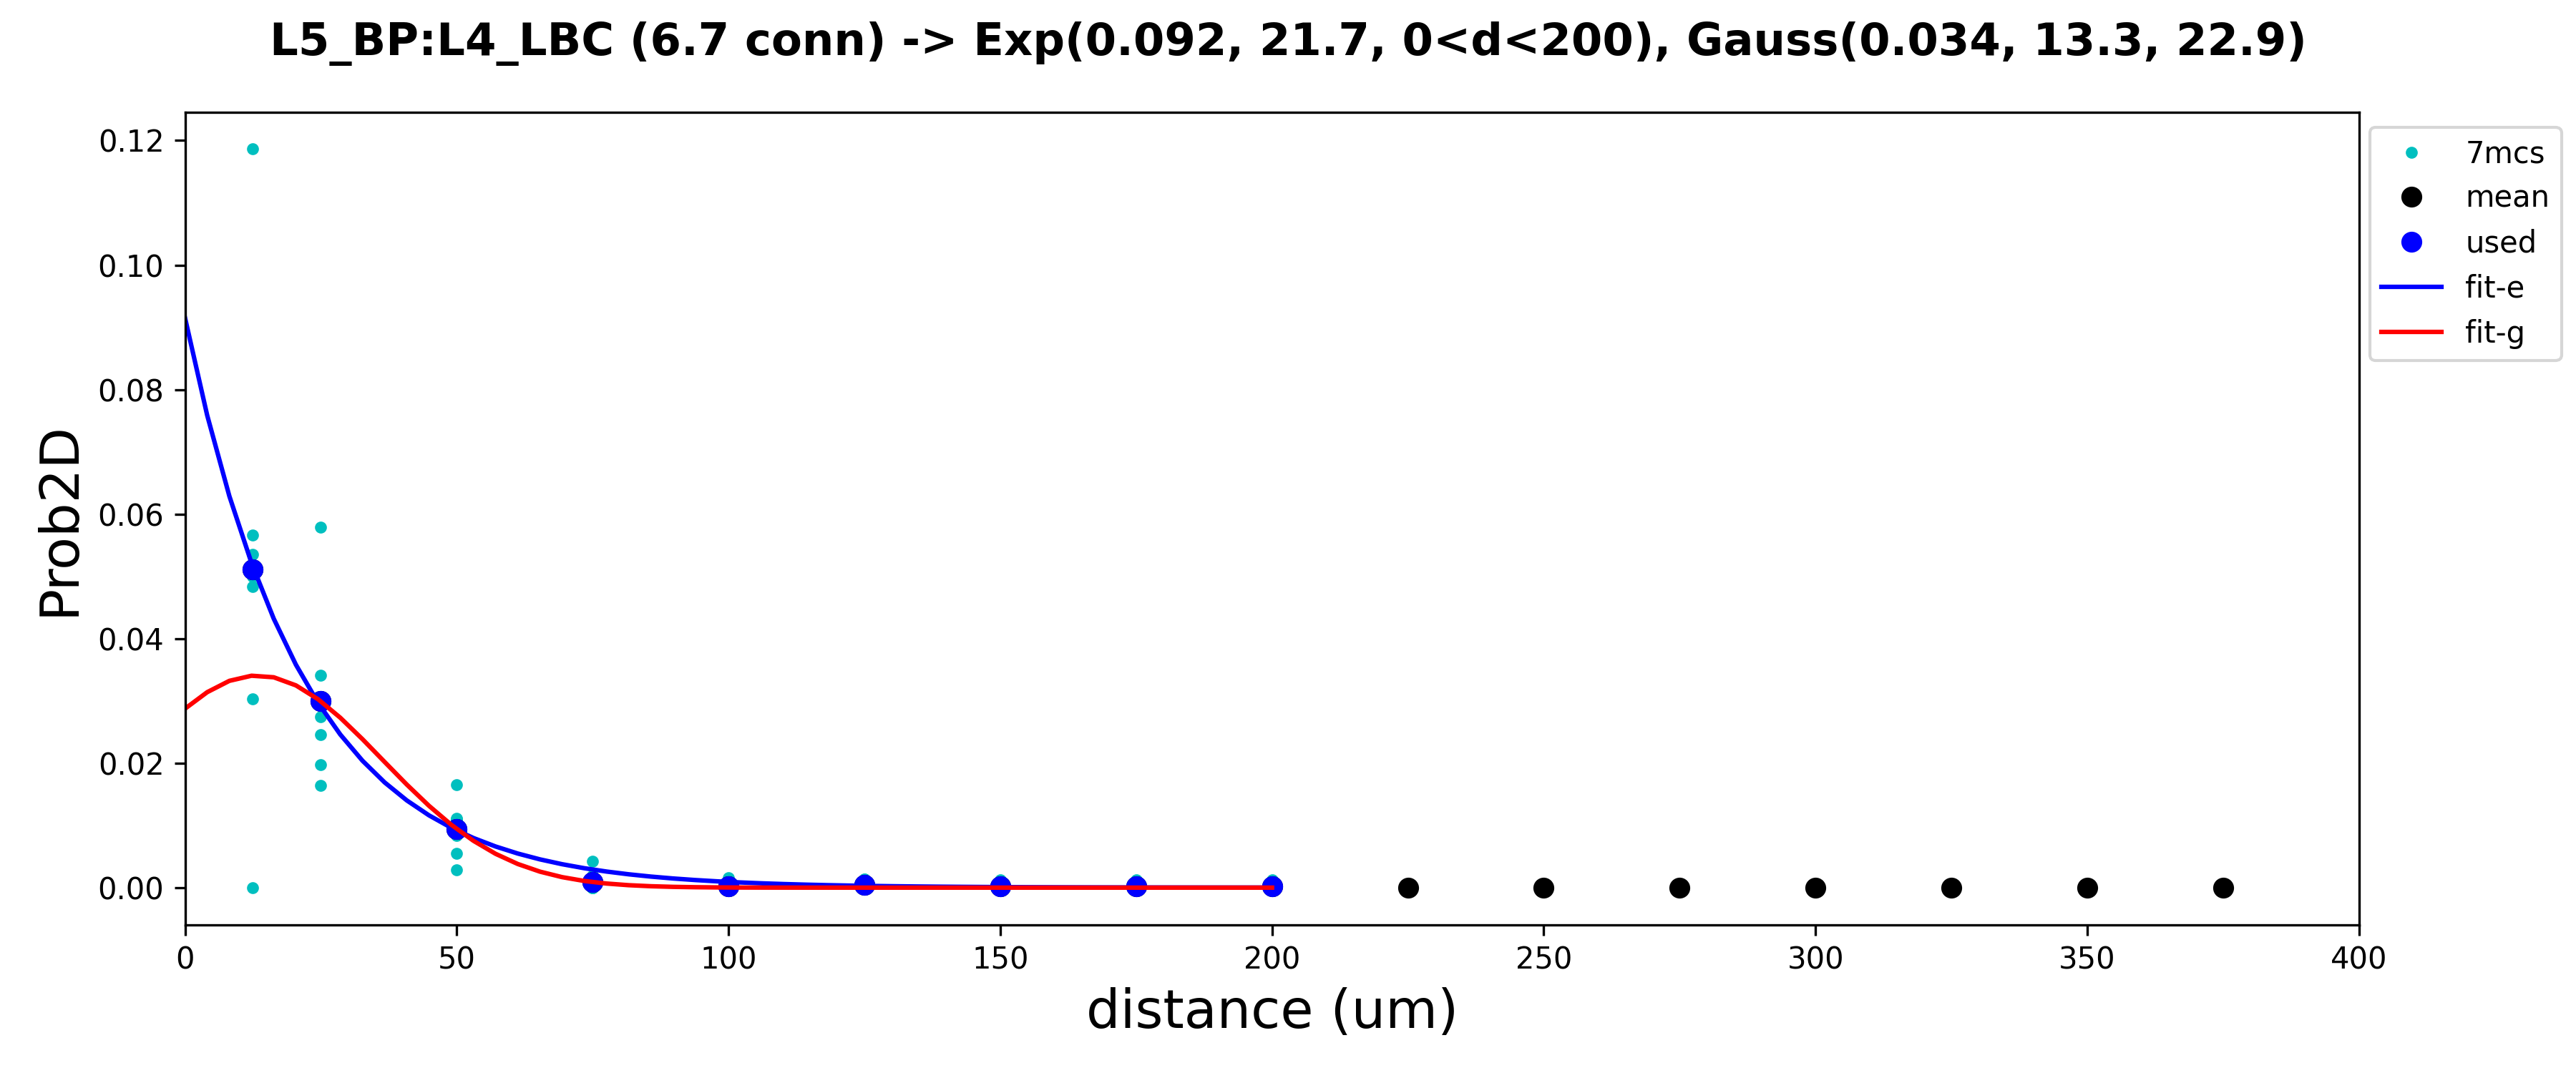 L5_BP:L4_LBC (6.7 conn) -> Exp(0.092, 21.7, 0<d<200), Gauss(0.034, 13.3, 22.9)
0.12
0.10
0.08
0.06
0.04
0.02
0.00
Prob2D
0 50 100 150 200 250 300 350 400
distance (um)
7mcs
mean
used
fit-e
fit-g